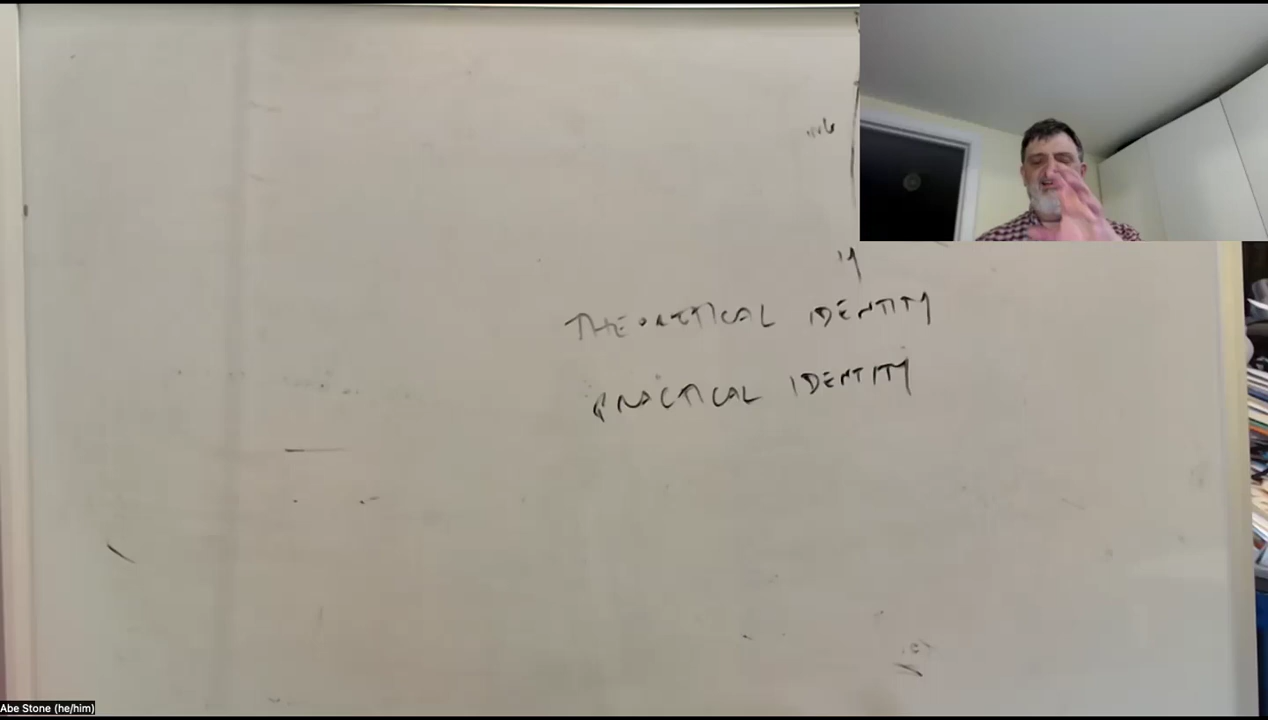 THEORETICAL IDENTITY
PRACTICAL IDENTITY
Abe Stone (he/him)